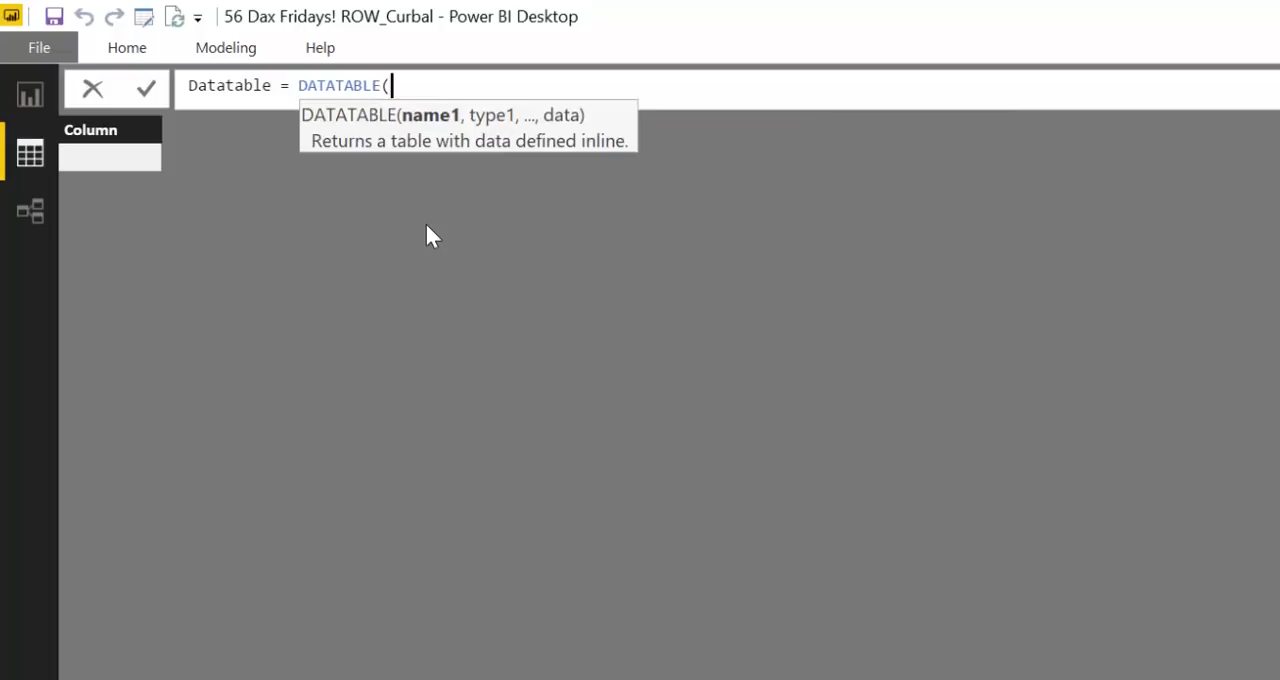 56 Dax Fridays! ROW_Curbal - Power BI Desktop
File Home Modeling Help
Datatable = DATATABLE(
DATATABLE(name1, type1, ..., data)
Returns a table with data defined inline.
Column